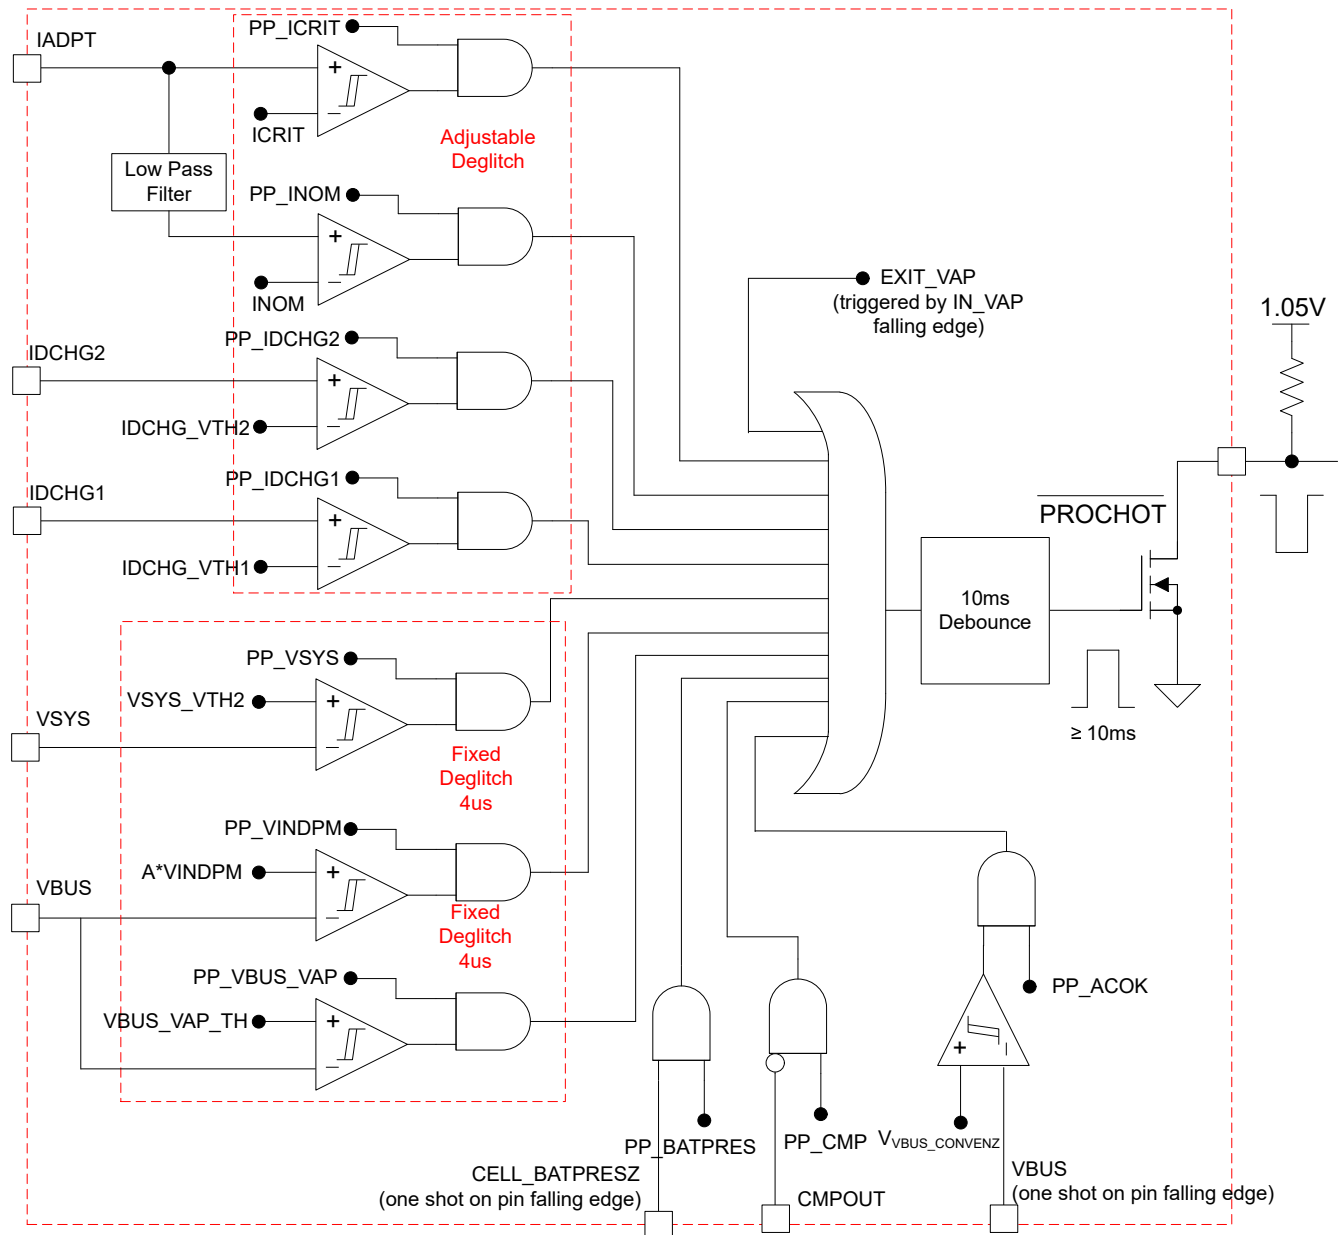 IADPT
PP_ICRIT
+
−
ICRIT
Adjustable
Deglitch
Low Pass
Filter
PP_INOM
+
−
INOM
EXIT_VAP
(triggered by IN_VAP
falling edge)
1.05V
IDCHG2
PP_IDCHG2
+
−
IDCHG_VTH2
IDCHG1
PP_IDCHG1
+
−
IDCHG_VTH1
PROCHOT
10ms
Debounce
≥ 10ms
PP_VSYS
VSYS_VTH2
+
−
VSYS
Fixed
Deglitch
4us
PP_VINDPM
A*VINDPM
+
−
VBUS
Fixed
Deglitch
4us
PP_VBUS_VAP
VBUS_VAP_TH
+
−
PP_ACOK
+
−
PP_BATPRES
PP_CMP
VVBUS_CONVENZ
CELL_BATPRESZ
(one shot on pin falling edge)
CMPOUT
VBUS
(one shot on pin falling edge)